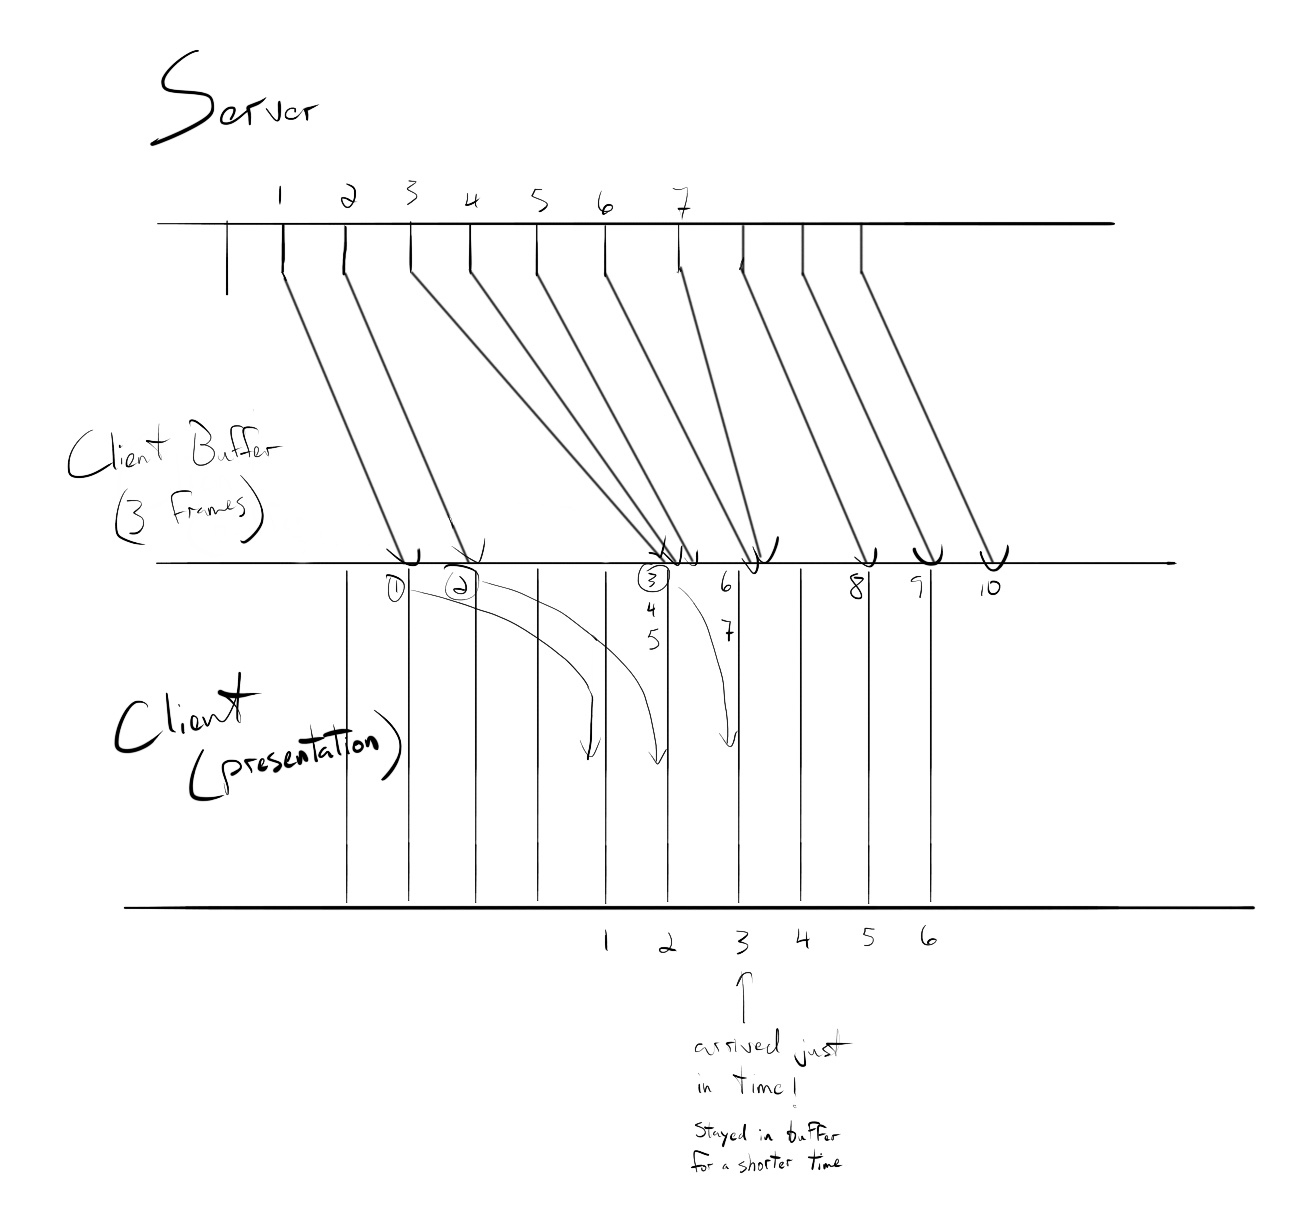 Server
1 2 3 4 5 6 7
Client Buffer
(3 Frames)
1 2 3 6 8 9 10
4
5 7
Client
(presentation)
1 2 3 4 5 6
arrived just
in time!
Stayed in buffer
for a shorter time